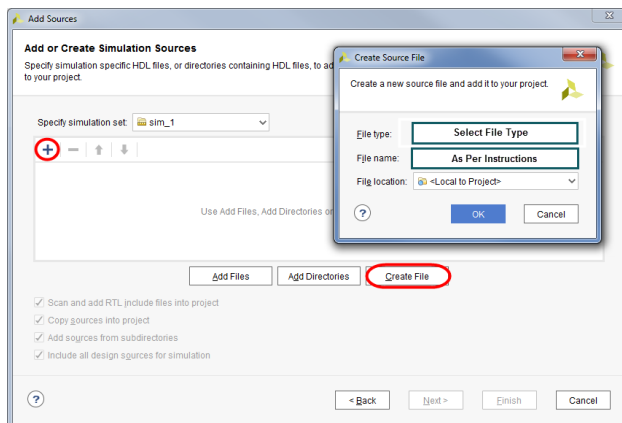 Add Sources
Add or Create Simulation Sources
Specify simulation specific HDL files, or directories containing HDL files, to ad
to your project.
Specify simulation set: sim_1
Use Add Files, Add Directories or
Add Files
Add Directories
Create File
Scan and add RTL include files into project
Copy sources into project
Add sources from subdirectories
Include all design sources for simulation
? < Back Next > Finish Cancel
Create Source File
Create a new source file and add it to your project.
File type: Select File Type
File name: As Per Instructions
File location: <Local to Project>
? OK Cancel